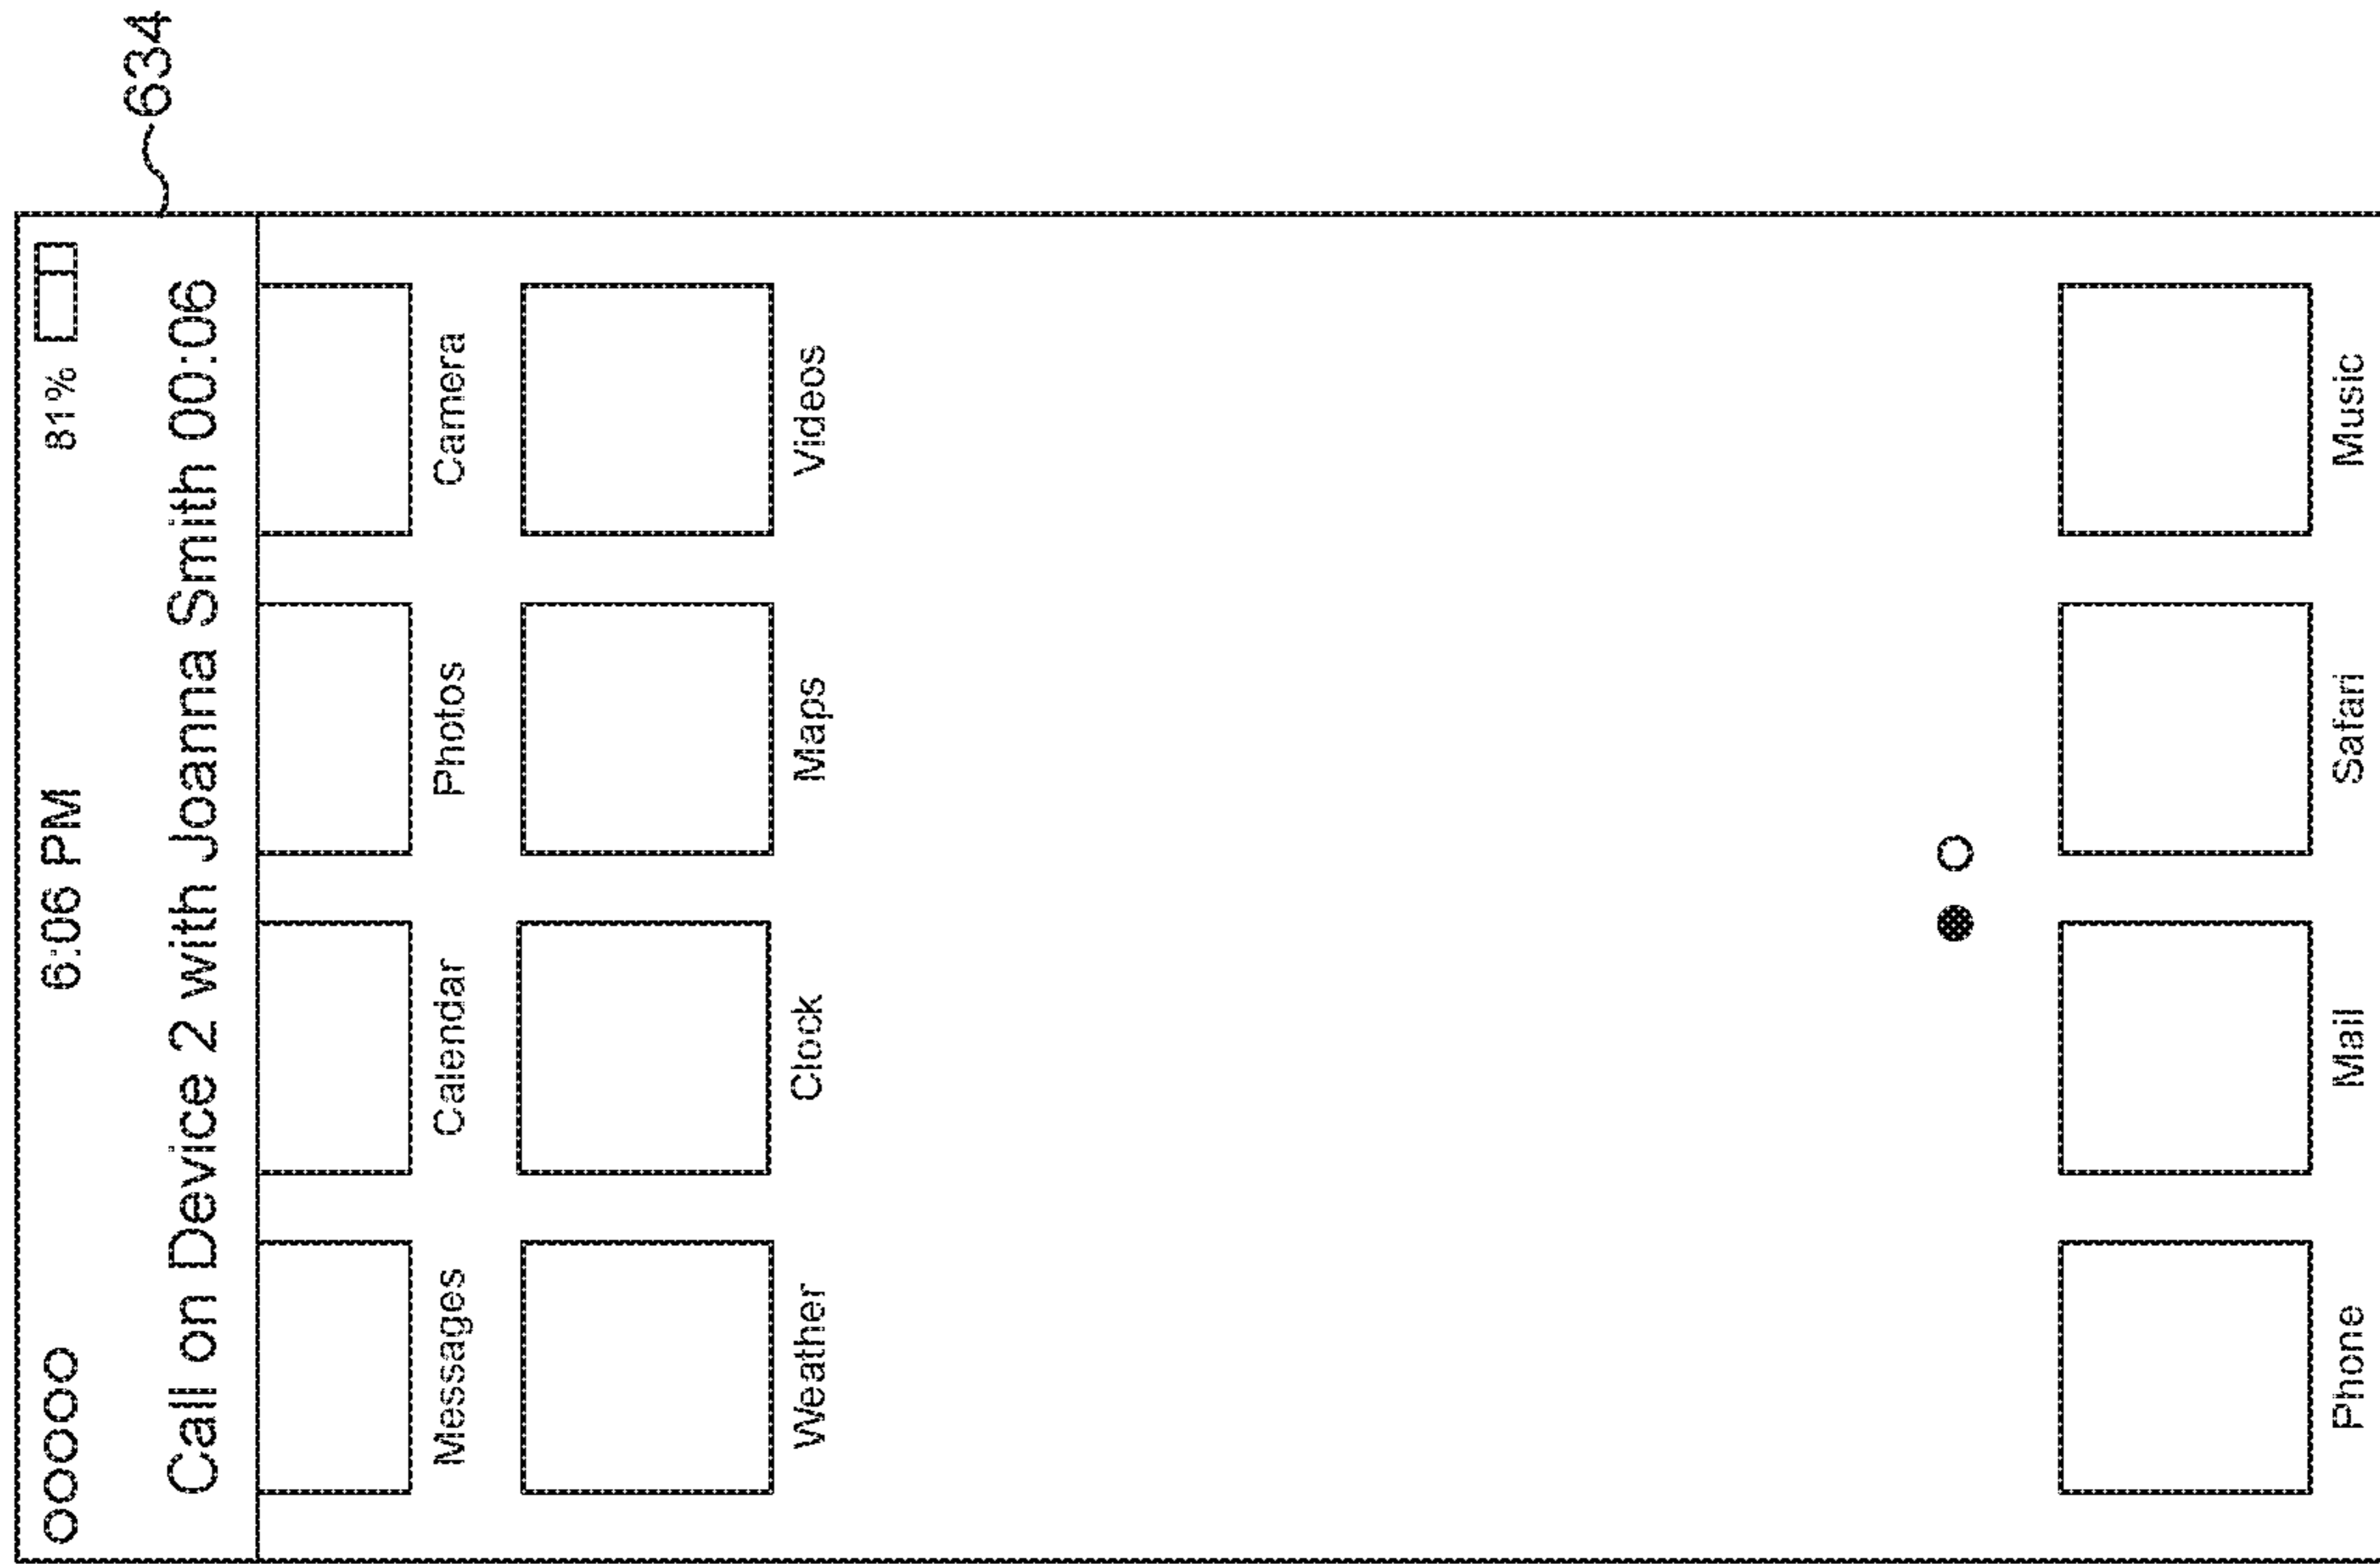 6:06 PM 81%
Call on Device 2 with Joanna Smith 00:06
634
Messages Calendar Photos Camera
Weather Clock Maps Videos
Phone Mail Safari Music